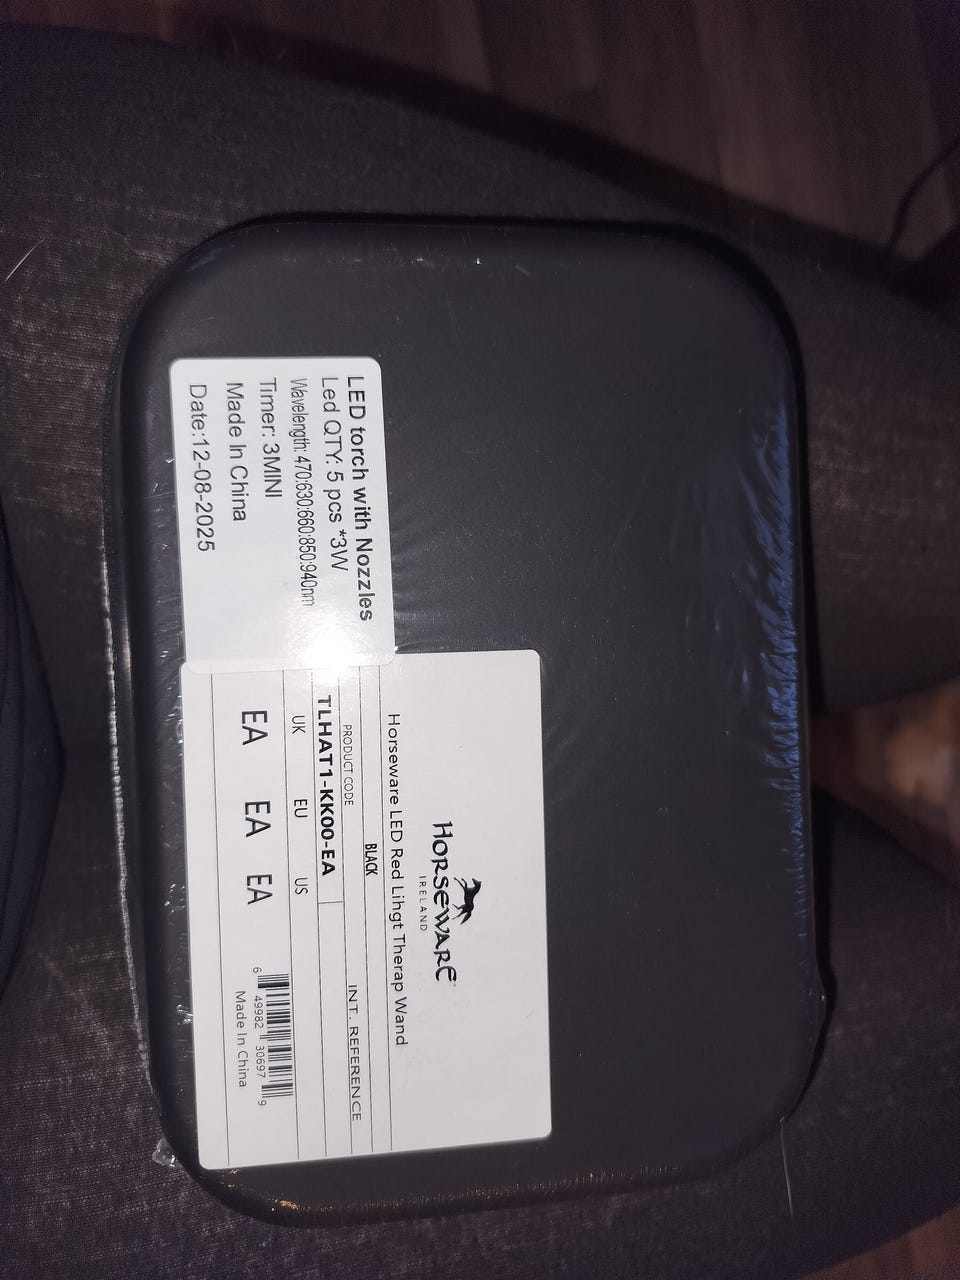 LED torch with Nozzles
Led QTY: 5 pcs *3W
Wavelength: 470:630:660:850:940nm
Timer: 3MINI
Made In China
Date:12-08-2025
HORSEWARE
IRELAND
Horseware LED Red Lihgt Therap Wand
BLACK
PRODUCT CODE
INT. REFERENCE
TLHAT1-KK00-EA
UK EU US
EA EA EA
6 49982 30697 9
Made In China